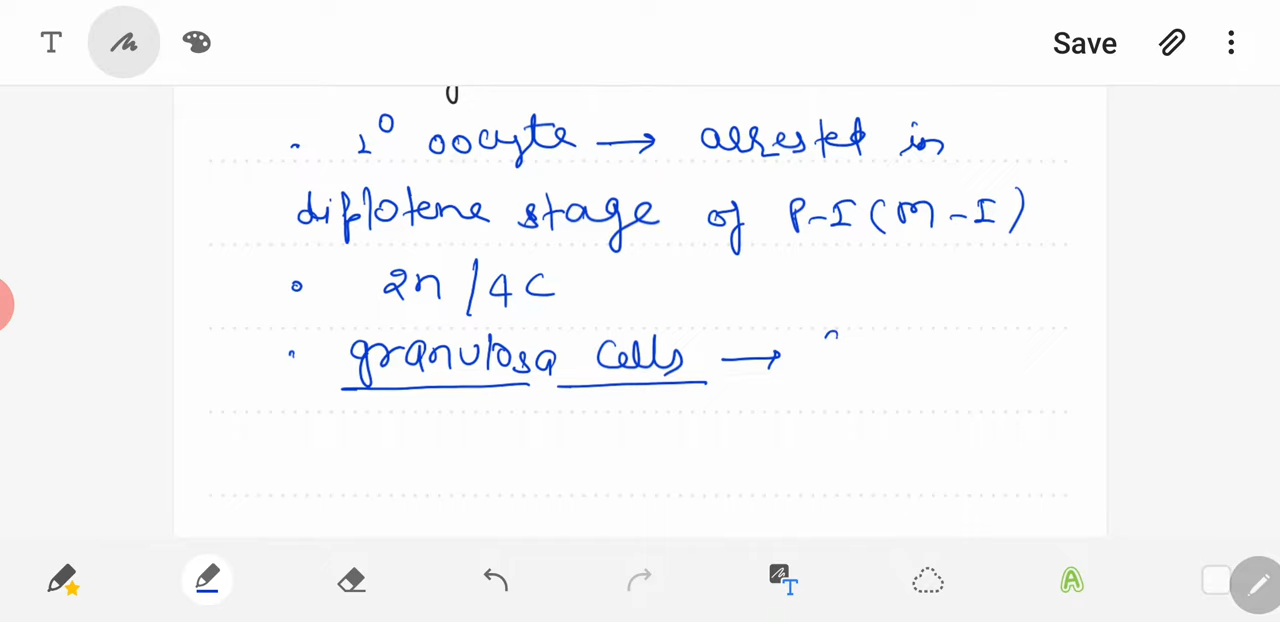 T Save
• 1° oocyte → arrested in
diplotene stage of P-I (M-I)
• 2n / 4C
• granulosa cells →